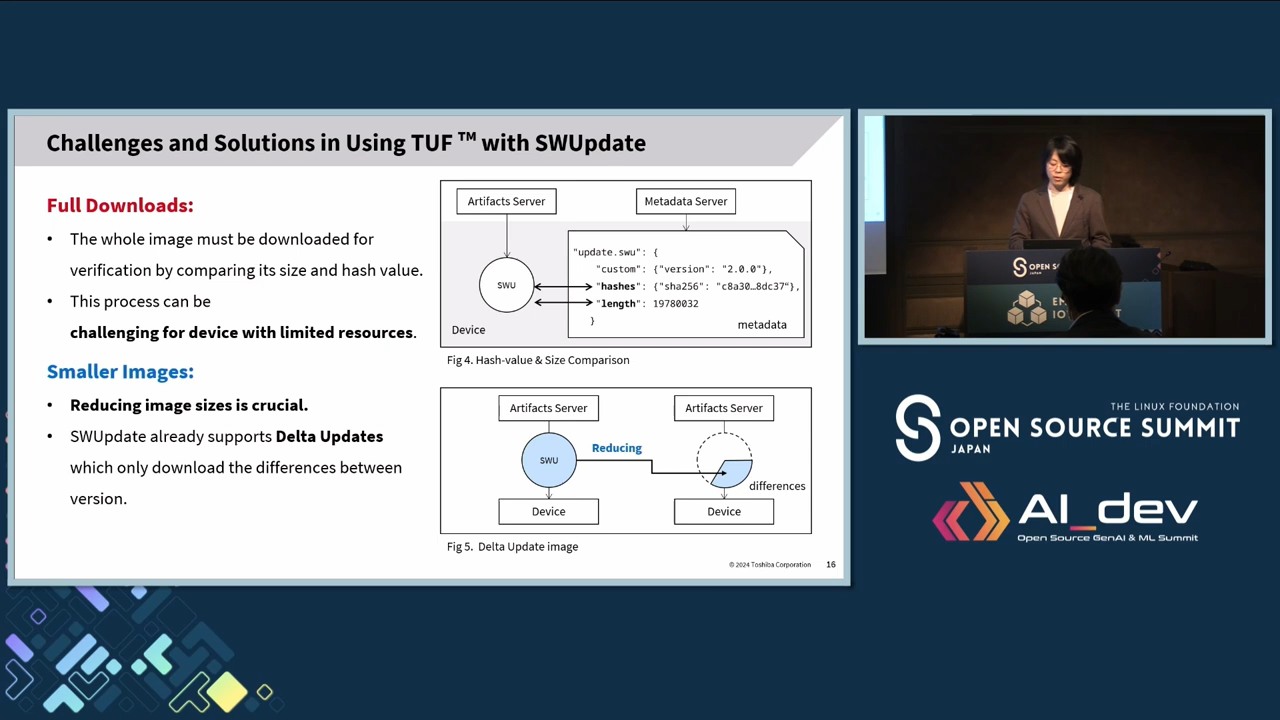 Challenges and Solutions in Using TUF ™ with SWUpdate
Full Downloads:
• The whole image must be downloaded for
verification by comparing its size and hash value.
• This process can be
challenging for device with limited resources.
Smaller Images:
• Reducing image sizes is crucial.
• SWUpdate already supports Delta Updates
which only download the differences between
version.
Artifacts Server
Metadata Server
SWU
Device
"update.swu": {
"custom": {"version": "2.0.0"},
"hashes": {"sha256": "c8a30…8dc37"},
"length": 19780032
}
metadata
Fig 4. Hash-value & Size Comparison
Artifacts Server
Artifacts Server
SWU
Reducing
differences
Device
Device
Fig 5. Delta Update image
© 2024 Toshiba Corporation
16
OPEN S
JAPAN
EM
IO
THE LINUX FOUNDATION
OPEN SOURCE SUMMIT
JAPAN
AI_dev
Open Source GenAI & ML Summit